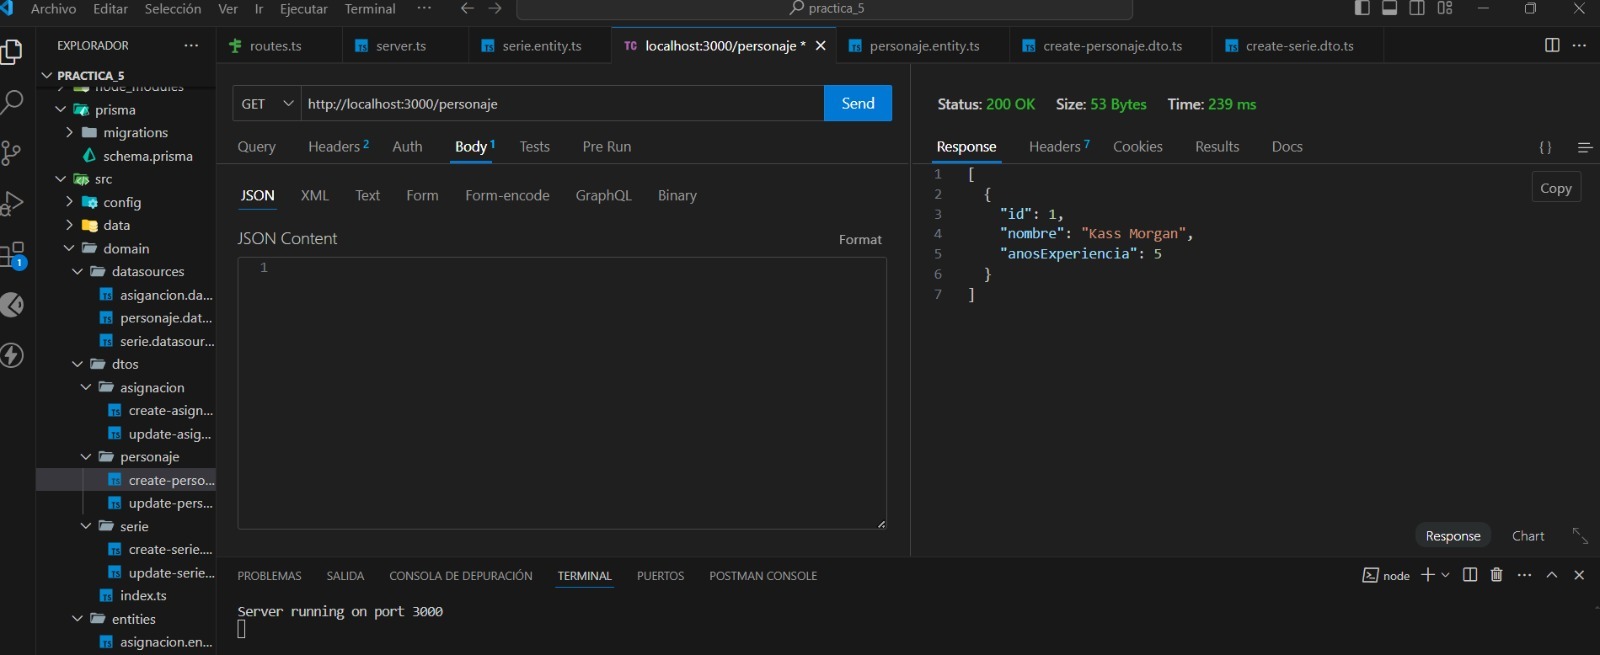 Archivo Editar Selección Ver Ir Ejecutar Terminal ··· practica_5
EXPLORADOR ···
routes.ts server.ts serie.entity.ts TC localhost:3000/personaje * personaje.entity.ts create-personaje.dto.ts create-serie.dto.ts ···
PRACTICA_5
node_modules
prisma
migrations
schema.prisma
src
config
data
domain
datasources
asigancion.da...
personaje.dat...
serie.datasour...
dtos
asignacion
create-asign...
update-asig...
personaje
create-perso...
update-pers...
serie
create-serie....
update-serie...
index.ts
entities
asignacion.en...
1
GET http://localhost:3000/personaje Send
Query Headers 2 Auth Body 1 Tests Pre Run
JSON XML Text Form Form-encode GraphQL Binary
JSON Content Format
1
Status: 200 OK Size: 53 Bytes Time: 239 ms
Response Headers 7 Cookies Results Docs { }
Copy
1 [
2 {
3 "id": 1,
4 "nombre": "Kass Morgan",
5 "anosExperiencia": 5
6 }
7 ]
Response Chart
PROBLEMAS SALIDA CONSOLA DE DEPURACIÓN TERMINAL PUERTOS POSTMAN CONSOLE node ···
Server running on port 3000